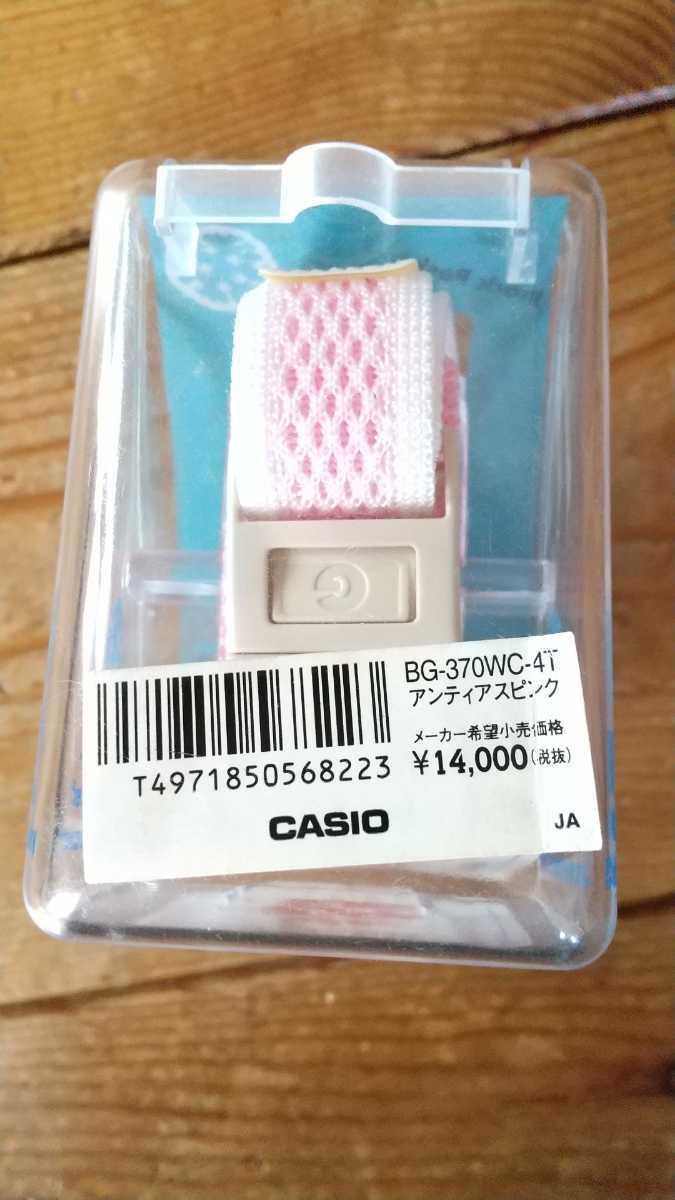 G
BG-370WC-4T
アンティアスピンク
メーカー希望小売価格
¥14,000(税抜)
T4971850568223
CASIO
JA